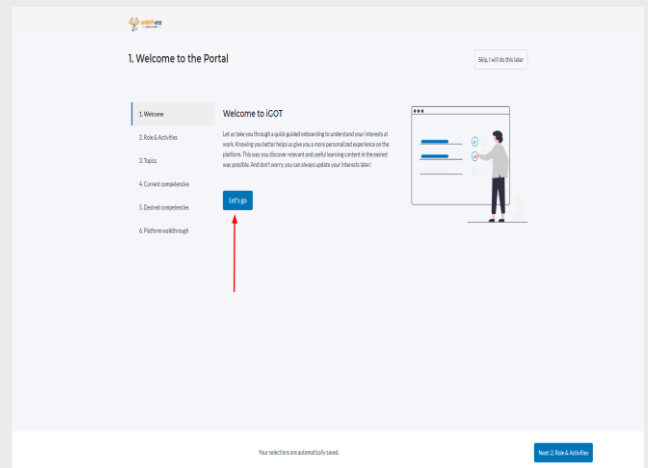 1. Welcome to the Portal
Skip, I will do this later
1. Welcome
2. Role & Activities
3. Topics
4. Current competencies
5. Desired competencies
6. Platform walkthrough
Welcome to iGOT
Let us take you through a quick guided onboarding to understand your interests at
work. Knowing you better helps us give you a more personalized experience on the
platform. This way you discover relevant and useful learning content in the easiest
way possible. And don't worry, you can always update your interests later!
Let's go
Your selections are automatically saved.
Next: 2. Role & Activities